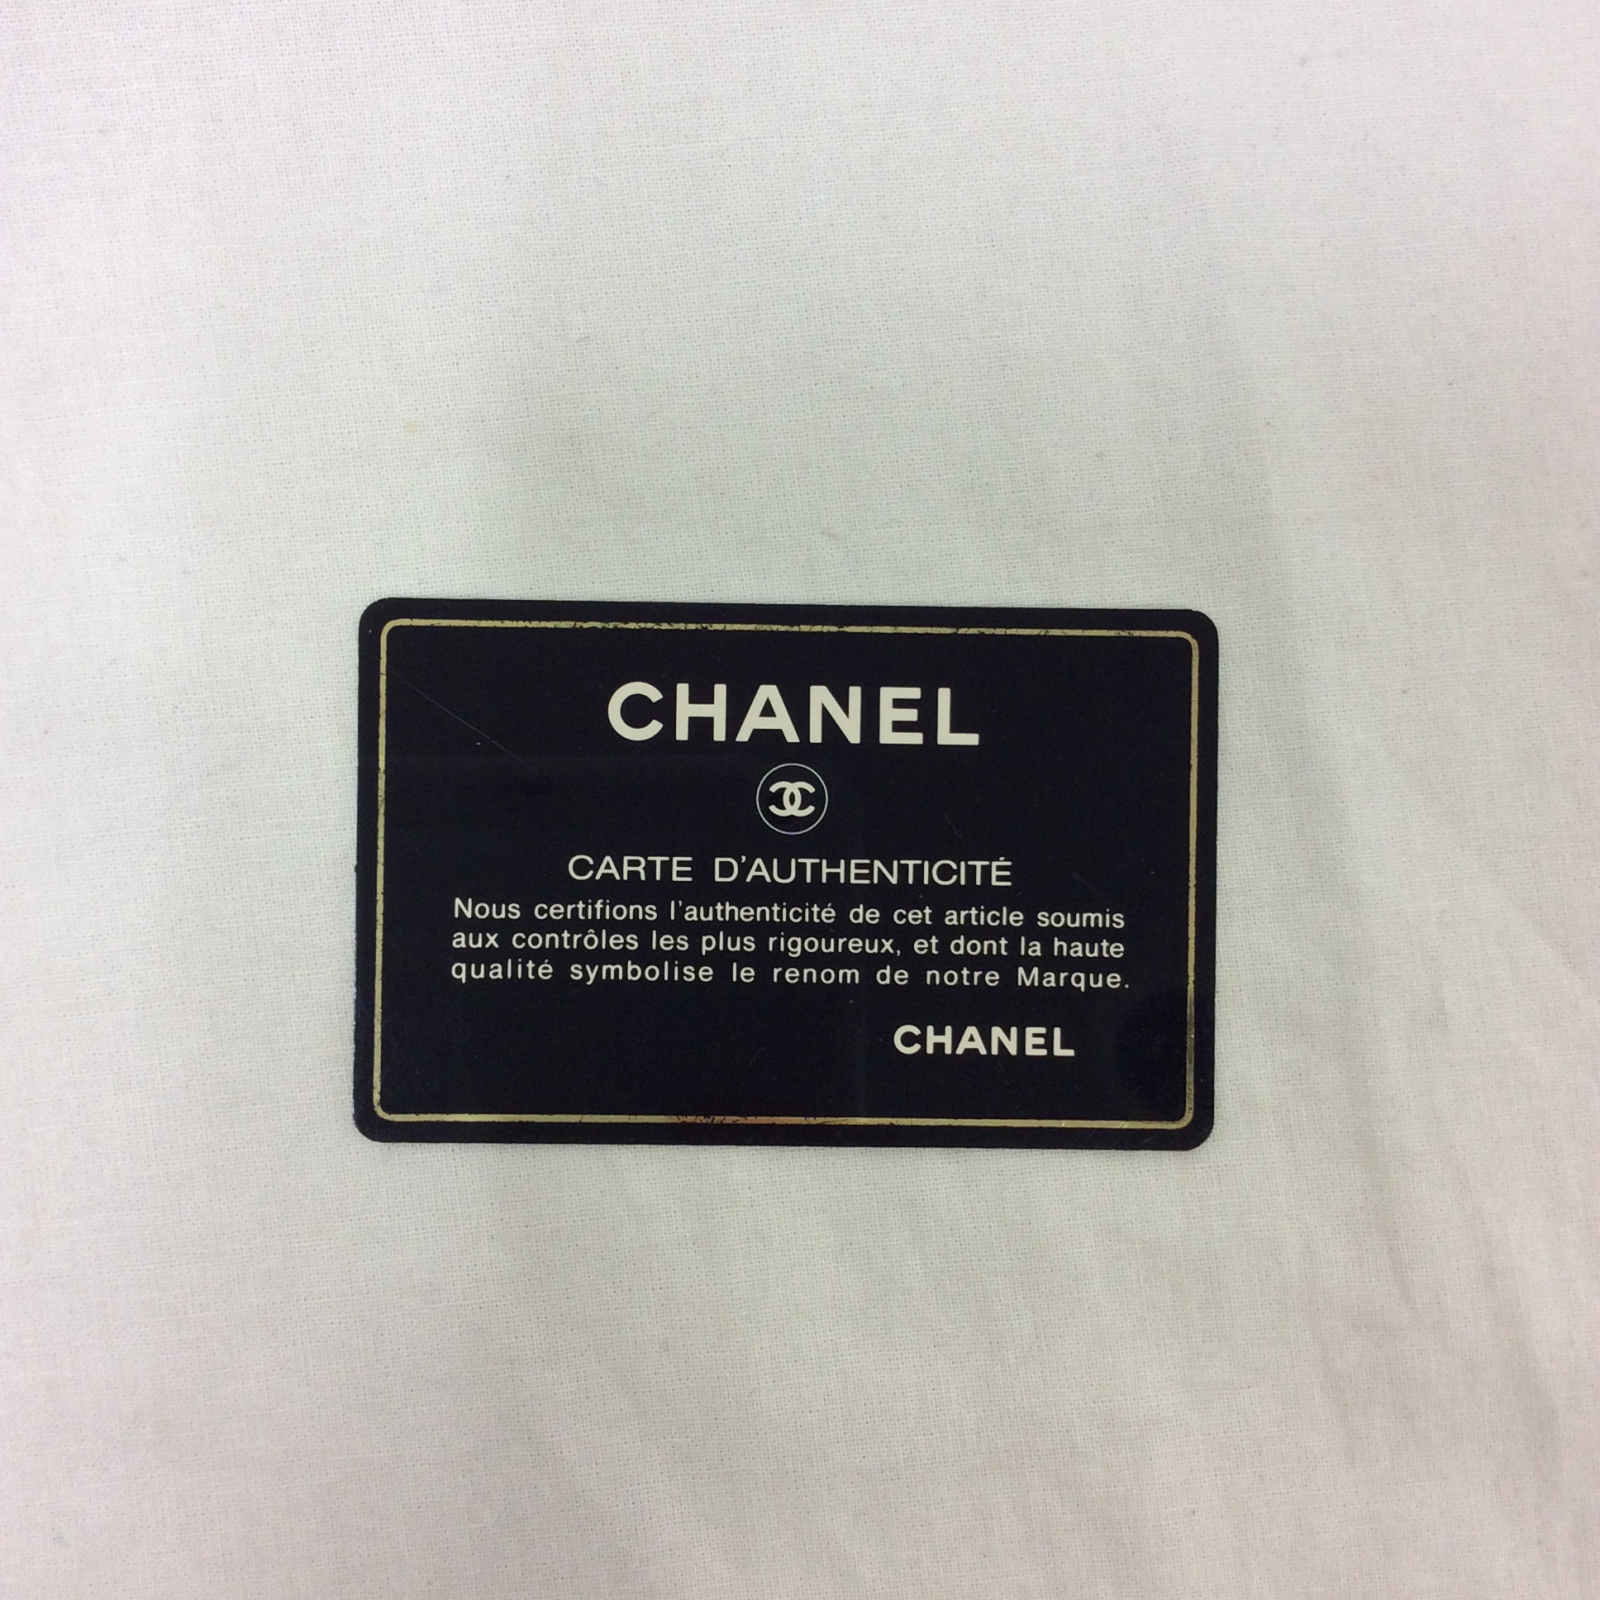 CHANEL
CARTE D'AUTHENTICITÉ
Nous certifions l'authenticité de cet article soumis
aux contrôles les plus rigoureux, et dont la haute
qualité symbolise le renom de notre Marque.
CHANEL